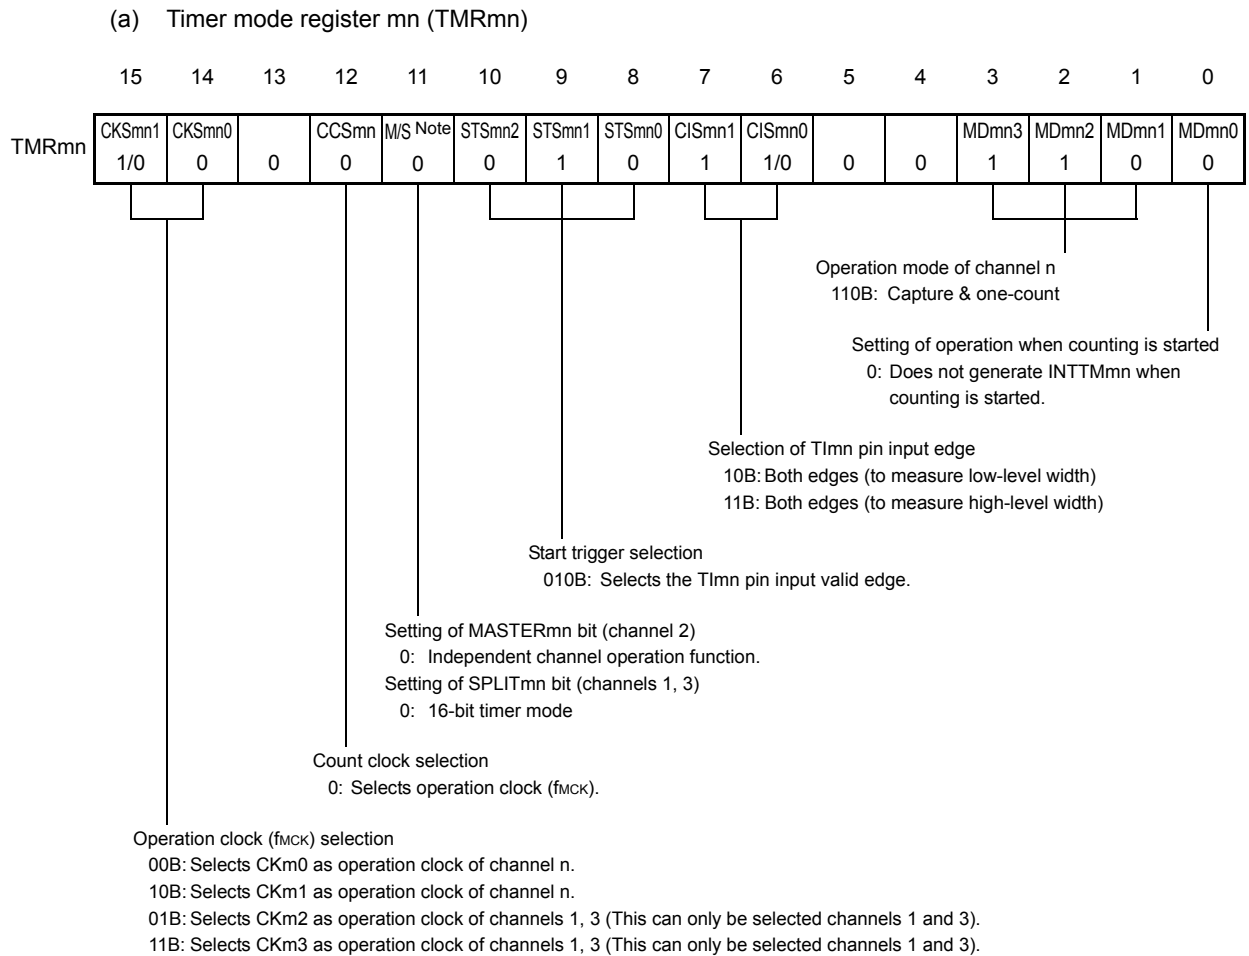 (a) Timer mode register mn (TMRmn)
15 14 13 12 11 10 9 8 7 6 5 4 3 2 1 0
TMRmn CKSmn1 CKSmn0 CCSmn M/S Note STSmn2 STSmn1 STSmn0 CISmn1 CISmn0 MDmn3 MDmn2 MDmn1 MDmn0
1/0 0 0 0 0 0 1 0 1 1/0 0 0 1 1 0 0
Operation mode of channel n
110B: Capture & one-count
Setting of operation when counting is started
0: Does not generate INTTMmn when
counting is started.
Selection of TImn pin input edge
10B: Both edges (to measure low-level width)
11B: Both edges (to measure high-level width)
Start trigger selection
010B: Selects the TImn pin input valid edge.
Setting of MASTERmn bit (channel 2)
0: Independent channel operation function.
Setting of SPLITmn bit (channels 1, 3)
0: 16-bit timer mode
Count clock selection
0: Selects operation clock (fMCK).
Operation clock (fMCK) selection
00B: Selects CKm0 as operation clock of channel n.
10B: Selects CKm1 as operation clock of channel n.
01B: Selects CKm2 as operation clock of channels 1, 3 (This can only be selected channels 1 and 3).
11B: Selects CKm3 as operation clock of channels 1, 3 (This can only be selected channels 1 and 3).